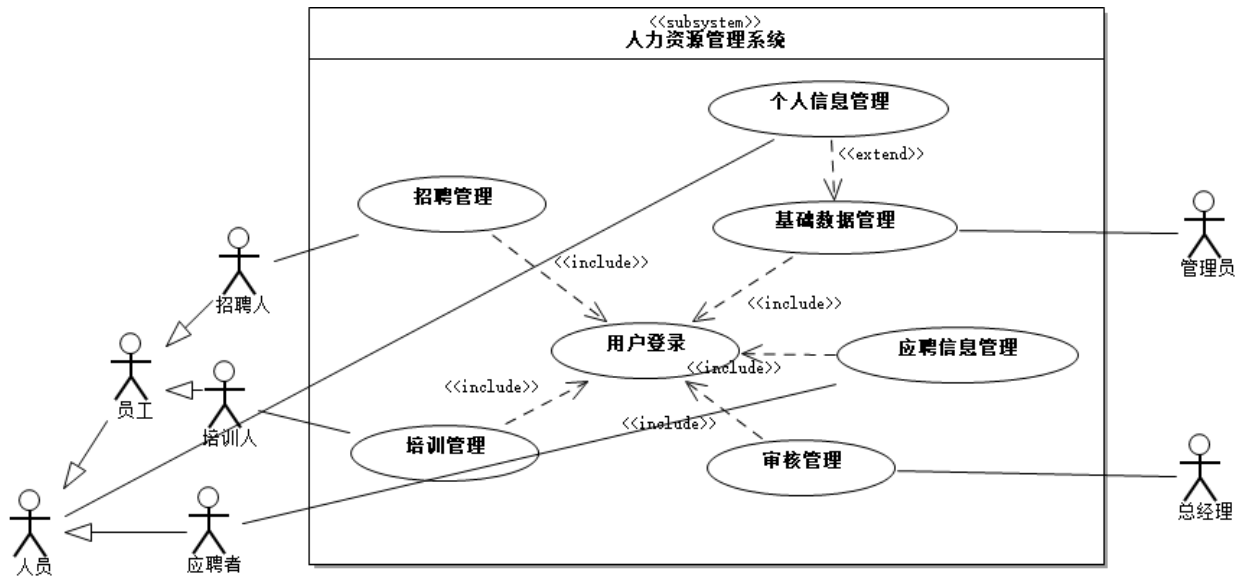 <<subsystem>>
人力资源管理系统
个人信息管理
<<extend>>
招聘管理
基础数据管理
管理员
<<include>>
招聘人
<<include>>
用户登录
应聘信息管理
<<include>>
<<include>>
员工
<<include>>
培训人
培训管理
审核管理
总经理
应聘者
人员